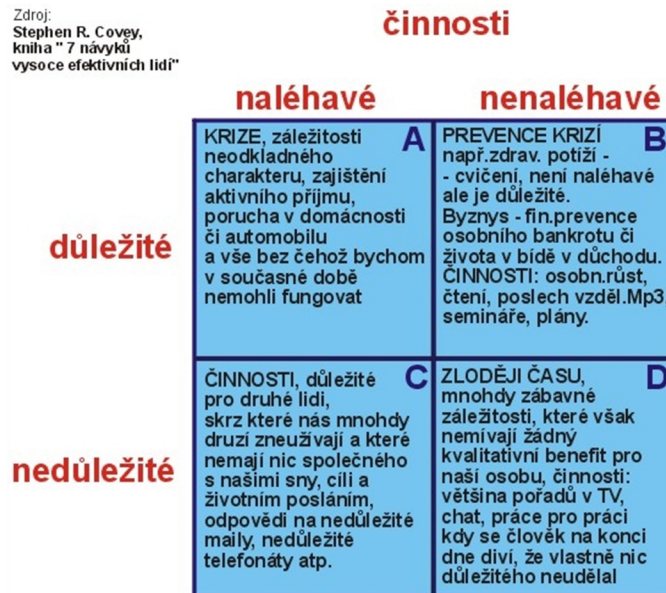 Zdroj:
Stephen R. Covey,
kniha " 7 návyků
vysoce efektivních lidí"
činnosti
naléhavé
nenaléhavé
důležité
A
KRIZE, záležitosti
neodkladného
charakteru, zajištění
aktivního příjmu,
porucha v domácnosti
či automobilu
a vše bez čehož bychom
v současné době
nemohli fungovat
B
PREVENCE KRIZÍ
např.zdrav. potíží -
- cvičení, není naléhavé
ale je důležité.
Byznys - fin.prevence
osobního bankrotu či
života v bídě v důchodu.
ČINNOSTI: osobn.růst,
čtení, poslech vzděl.Mp3,
semináře, plány.
nedůležité
C
ČINNOSTI, důležité
pro druhé lidi,
skrz které nás mnohdy
druzí zneužívají a které
nemají nic společného
s našimi sny, cíli a
životním posláním,
odpovědi na nedůležité
maily, nedůležité
telefonáty atp.
D
ZLODĚJI ČASU,
mnohdy zábavné
záležitosti, které však
nemívají žádný
kvalitativní benefit pro
naší osobu, činnosti:
většina pořadů v TV,
chat, práce pro práci
kdy se člověk na konci
dne diví, že vlastně nic
důležitého neudělal